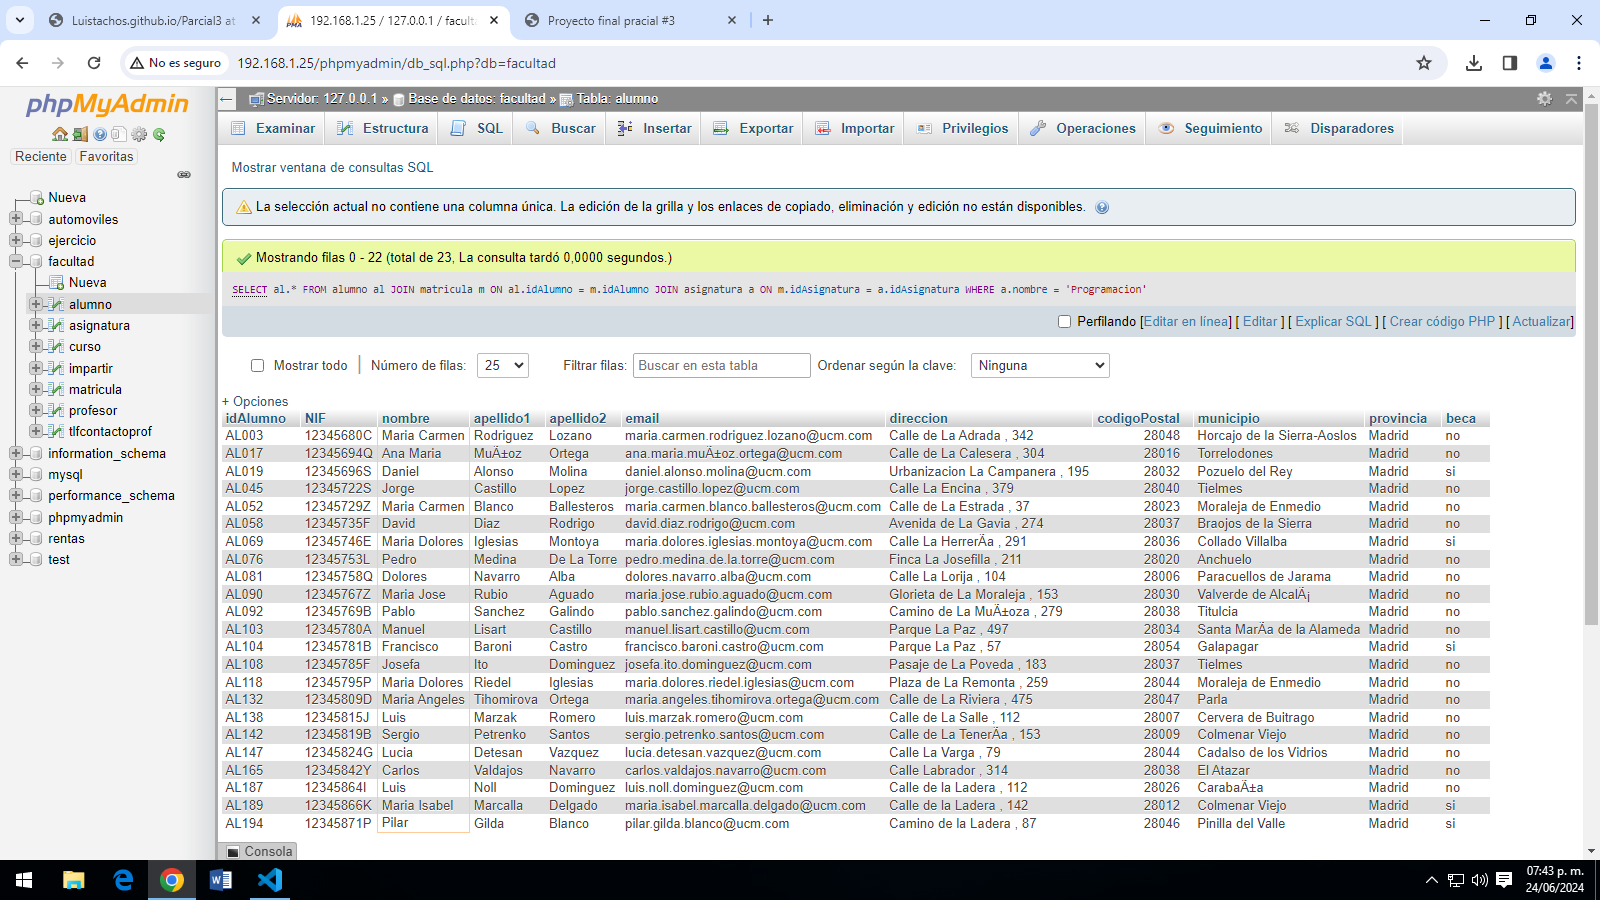 Luistachos.github.io/Parcial3 at
192.168.1.25 / 127.0.0.1 / faculta
Proyecto final pracial #3
No es seguro
192.168.1.25/phpmyadmin/db_sql.php?db=facultad
phpMyAdmin
Reciente
Favoritas
Nueva
automoviles
ejercicio
facultad
Nueva
alumno
asignatura
curso
impartir
matricula
profesor
tlfcontactoprof
information_schema
mysql
performance_schema
phpmyadmin
rentas
test
Servidor: 127.0.0.1 » Base de datos: facultad » Tabla: alumno
Examinar Estructura SQL Buscar Insertar Exportar Importar Privilegios Operaciones Seguimiento Disparadores
Mostrar ventana de consultas SQL
La selección actual no contiene una columna única. La edición de la grilla y los enlaces de copiado, eliminación y edición no están disponibles.
Mostrando filas 0 - 22 (total de 23, La consulta tardó 0,0000 segundos.)
SELECT al.* FROM alumno al JOIN matricula m ON al.idAlumno = m.idAlumno JOIN asignatura a ON m.idAsignatura = a.idAsignatura WHERE a.nombre = 'Programacion'
Perfilando [Editar en línea] [ Editar ] [ Explicar SQL ] [ Crear código PHP ] [ Actualizar]
Mostrar todo | Número de filas: 25 Filtrar filas: Buscar en esta tabla Ordenar según la clave: Ninguna
+ Opciones
idAlumno NIF nombre apellido1 apellido2 email direccion codigoPostal municipio provincia beca
AL003 12345680C Maria Carmen Rodriguez Lozano maria.carmen.rodriguez.lozano@ucm.com Calle de La Adrada , 342 28048 Horcajo de la Sierra-Aoslos Madrid no
AL017 12345694Q Ana Maria MuÃ±oz Ortega ana.maria.muÃ±oz.ortega@ucm.com Calle de La Calesera , 304 28016 Torrelodones Madrid no
AL019 12345696S Daniel Alonso Molina daniel.alonso.molina@ucm.com Urbanizacion La Campanera , 195 28032 Pozuelo del Rey Madrid si
AL045 12345722S Jorge Castillo Lopez jorge.castillo.lopez@ucm.com Calle La Encina , 379 28040 Tielmes Madrid no
AL052 12345729Z Maria Carmen Blanco Ballesteros maria.carmen.blanco.ballesteros@ucm.com Calle de La Estrada , 37 28023 Moraleja de Enmedio Madrid no
AL058 12345735F David Diaz Rodrigo david.diaz.rodrigo@ucm.com Avenida de La Gavia , 274 28037 Braojos de la Sierra Madrid no
AL069 12345746E Maria Dolores Iglesias Montoya maria.dolores.iglesias.montoya@ucm.com Calle La HerrerÃa , 291 28036 Collado Villalba Madrid si
AL076 12345753L Pedro Medina De La Torre pedro.medina.de.la.torre@ucm.com Finca La Josefilla , 211 28020 Anchuelo Madrid no
AL081 12345758Q Dolores Navarro Alba dolores.navarro.alba@ucm.com Calle La Lorija , 104 28006 Paracuellos de Jarama Madrid no
AL090 12345767Z Maria Jose Rubio Aguado maria.jose.rubio.aguado@ucm.com Glorieta de La Moraleja , 153 28030 Valverde de AlcalÃ¡ Madrid no
AL092 12345769B Pablo Sanchez Galindo pablo.sanchez.galindo@ucm.com Camino de La MuÃ±oza , 279 28038 Titulcia Madrid no
AL103 12345780A Manuel Lisart Castillo manuel.lisart.castillo@ucm.com Parque La Paz , 497 28034 Santa MarÃa de la Alameda Madrid no
AL104 12345781B Francisco Baroni Castro francisco.baroni.castro@ucm.com Parque La Paz , 57 28054 Galapagar Madrid si
AL108 12345785F Josefa Ito Dominguez josefa.ito.dominguez@ucm.com Pasaje de La Poveda , 183 28037 Tielmes Madrid no
AL118 12345795P Maria Dolores Riedel Iglesias maria.dolores.riedel.iglesias@ucm.com Plaza de La Remonta , 259 28044 Moraleja de Enmedio Madrid no
AL132 12345809D Maria Angeles Tihomirova Ortega maria.angeles.tihomirova.ortega@ucm.com Calle de La Riviera , 475 28047 Parla Madrid no
AL138 12345815J Luis Marzak Romero luis.marzak.romero@ucm.com Calle de La Salle , 112 28007 Cervera de Buitrago Madrid no
AL142 12345819B Sergio Petrenko Santos sergio.petrenko.santos@ucm.com Calle de La TenerÃa , 153 28009 Colmenar Viejo Madrid no
AL147 12345824G Lucia Detesan Vazquez lucia.detesan.vazquez@ucm.com Calle La Varga , 79 28044 Cadalso de los Vidrios Madrid no
AL165 12345842Y Carlos Valdajos Navarro carlos.valdajos.navarro@ucm.com Calle Labrador , 314 28038 El Atazar Madrid no
AL187 12345864I Luis Noll Dominguez luis.noll.dominguez@ucm.com Calle de la Ladera , 112 28026 CarabaÃ±a Madrid no
AL189 12345866K Maria Isabel Marcalla Delgado maria.isabel.marcalla.delgado@ucm.com Calle de la Ladera , 142 28012 Colmenar Viejo Madrid si
AL194 12345871P Pilar Gilda Blanco pilar.gilda.blanco@ucm.com Camino de la Ladera , 87 28046 Pinilla del Valle Madrid si
Consola
07:43 p. m.
24/06/2024